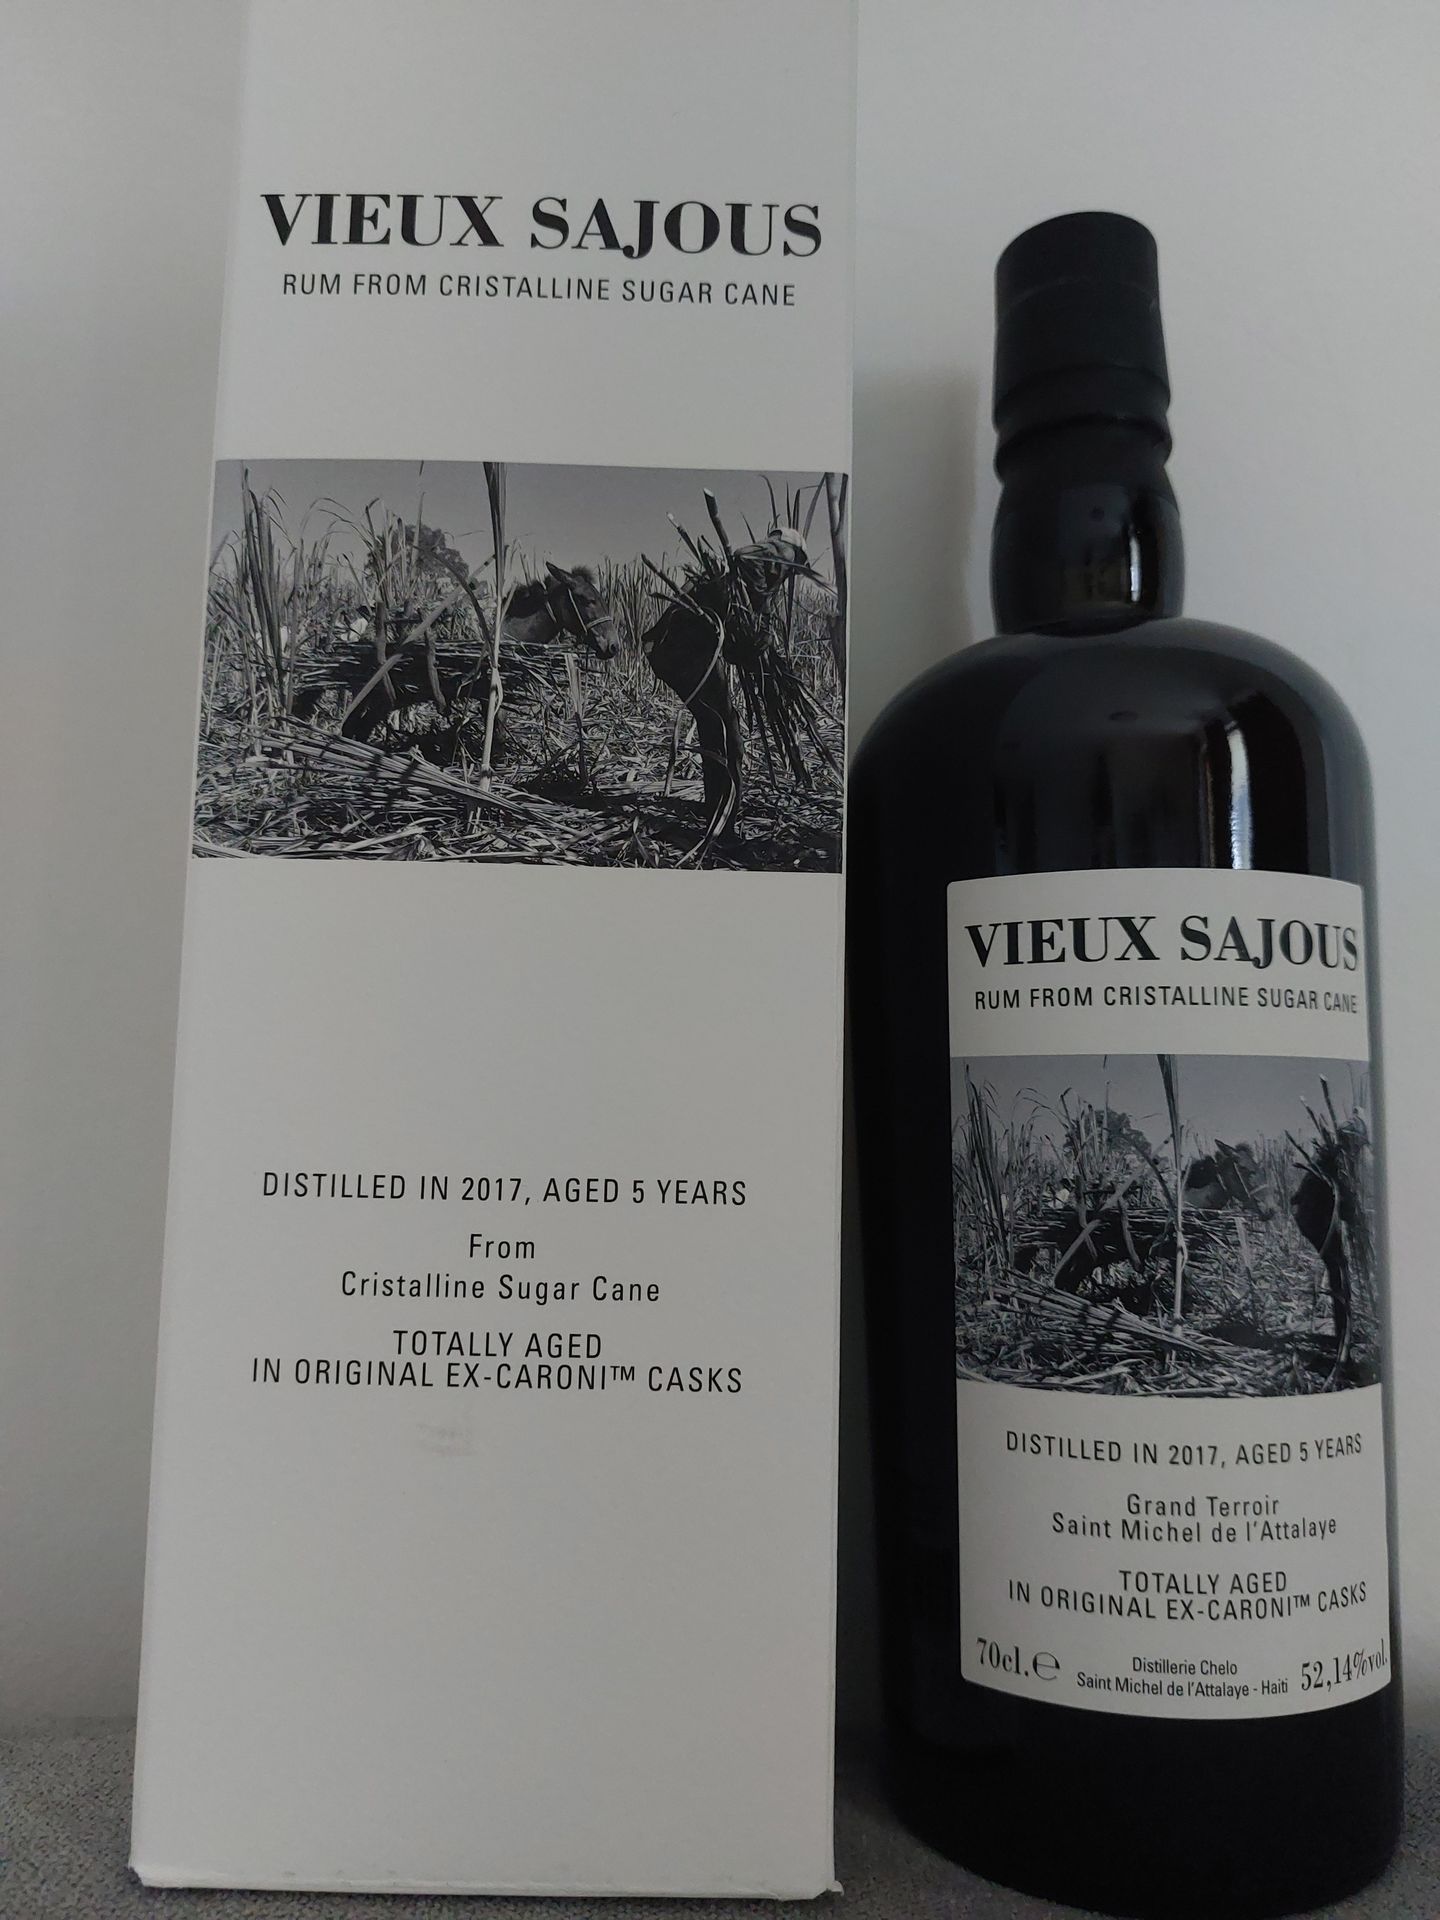 VIEUX SAJOUS
RUM FROM CRISTALLINE SUGAR CANE
DISTILLED IN 2017, AGED 5 YEARS
From
Cristalline Sugar Cane
TOTALLY AGED
IN ORIGINAL EX-CARONI™ CASKS
VIEUX SAJOUS
RUM FROM CRISTALLINE SUGAR CANE
DISTILLED IN 2017, AGED 5 YEARS
Grand Terroir
Saint Michel de l'Attalaye
TOTALLY AGED
IN ORIGINAL EX-CARONI™ CASKS
70cl. ℮
Distillerie Chelo
Saint Michel de l'Attalaye - Haiti
52,14%vol.